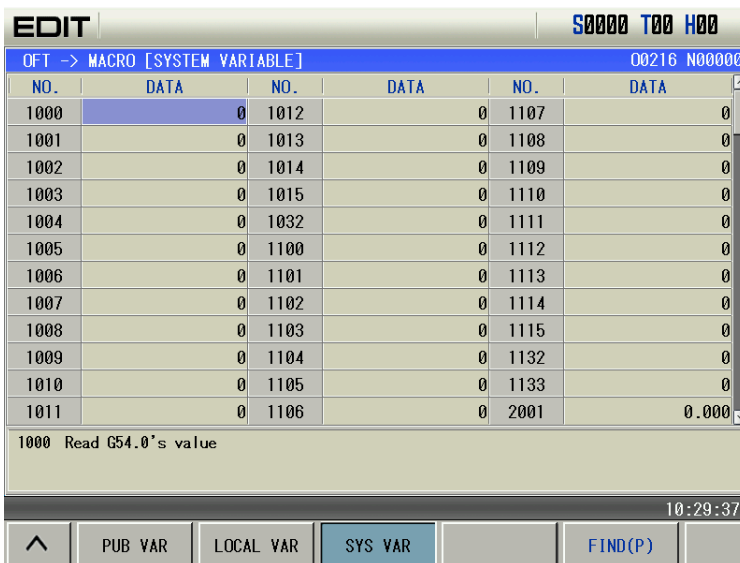 EDIT S0000 T00 H00
OFT -> MACRO [SYSTEM VARIABLE] O0216 N00000
NO. DATA NO. DATA NO. DATA
1000 0 1012 0 1107 0
1001 0 1013 0 1108 0
1002 0 1014 0 1109 0
1003 0 1015 0 1110 0
1004 0 1032 0 1111 0
1005 0 1100 0 1112 0
1006 0 1101 0 1113 0
1007 0 1102 0 1114 0
1008 0 1103 0 1115 0
1009 0 1104 0 1132 0
1010 0 1105 0 1133 0
1011 0 1106 0 2001 0.000
1000 Read G54.0's value
10:29:37
PUB VAR LOCAL VAR SYS VAR FIND(P)